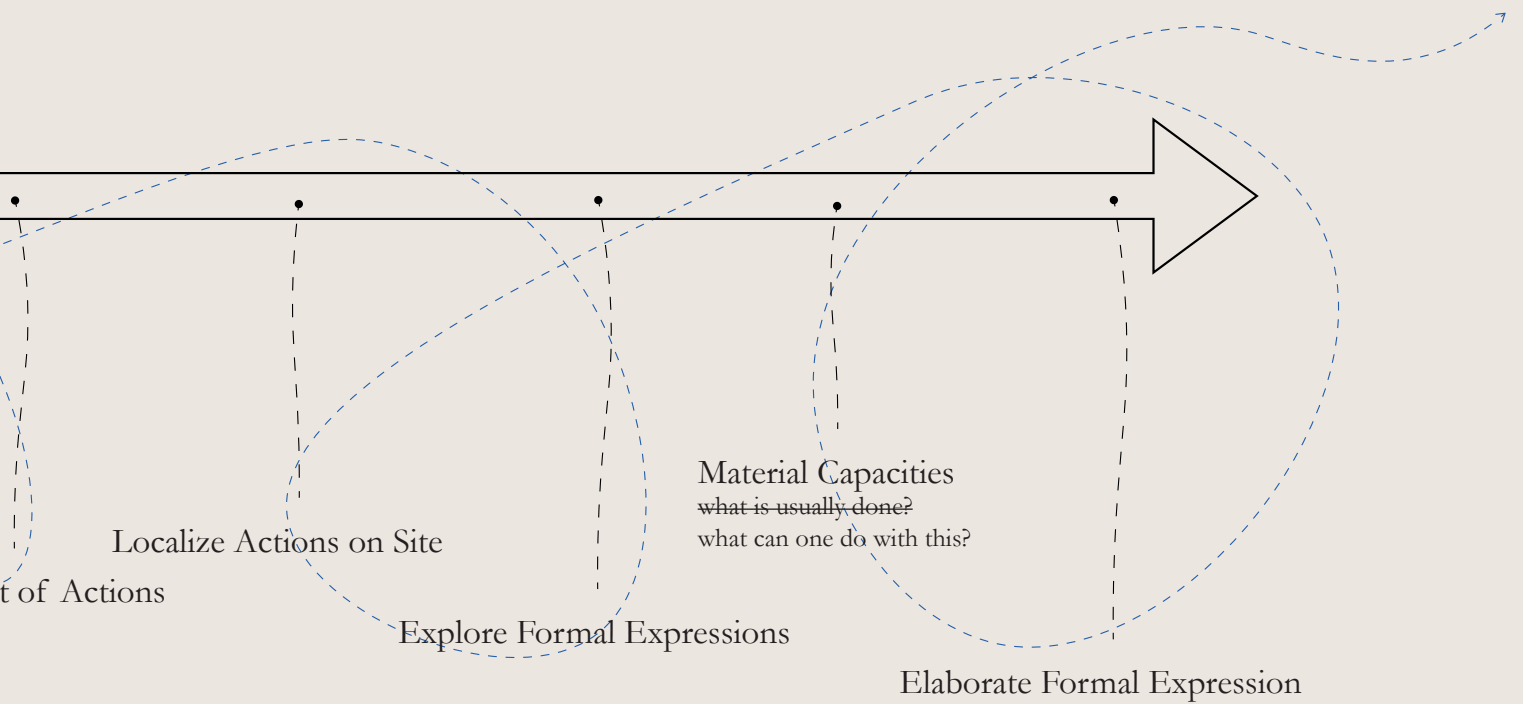 Material Capacities
what is usually done?
what can one do with this?
Localize Actions on Site
t of Actions
Explore Formal Expressions
Elaborate Formal Expression